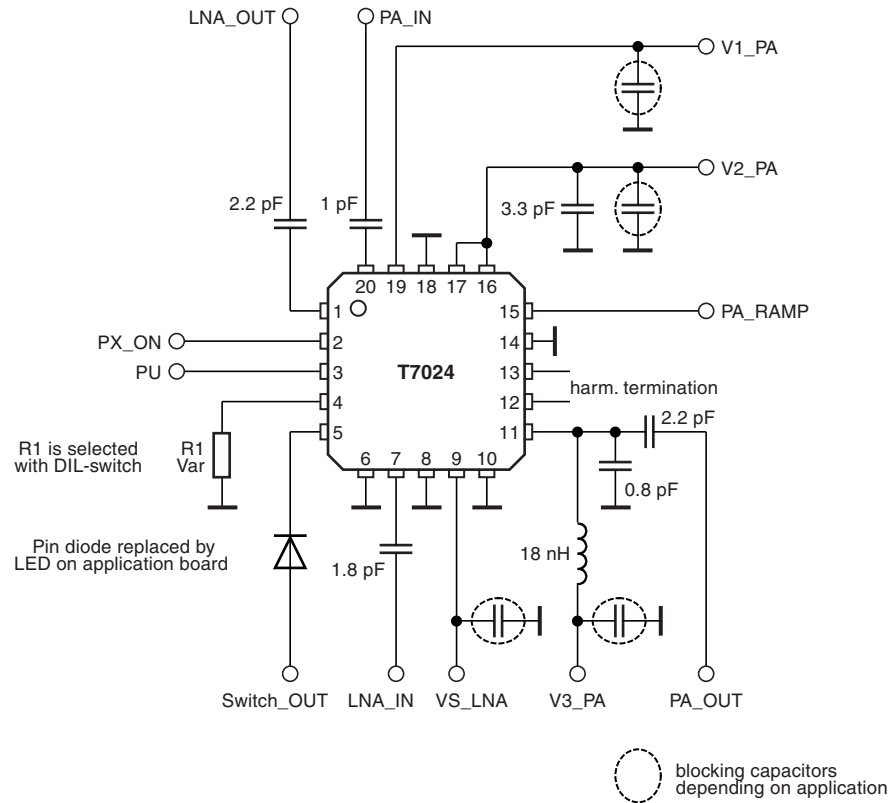 LNA_OUT
PA_IN
V1_PA
V2_PA
2.2 pF
1 pF
3.3 pF
20 19 18 17 16
1
15
PA_RAMP
PX_ON
2
14
PU
3
T7024
13
harm. termination
4
12
5
11
2.2 pF
R1 is selected
with DIL-switch
R1
Var
6 7 8 9 10
0.8 pF
Pin diode replaced by
LED on application board
1.8 pF
18 nH
Switch_OUT
LNA_IN
VS_LNA
V3_PA
PA_OUT
blocking capacitors
depending on application